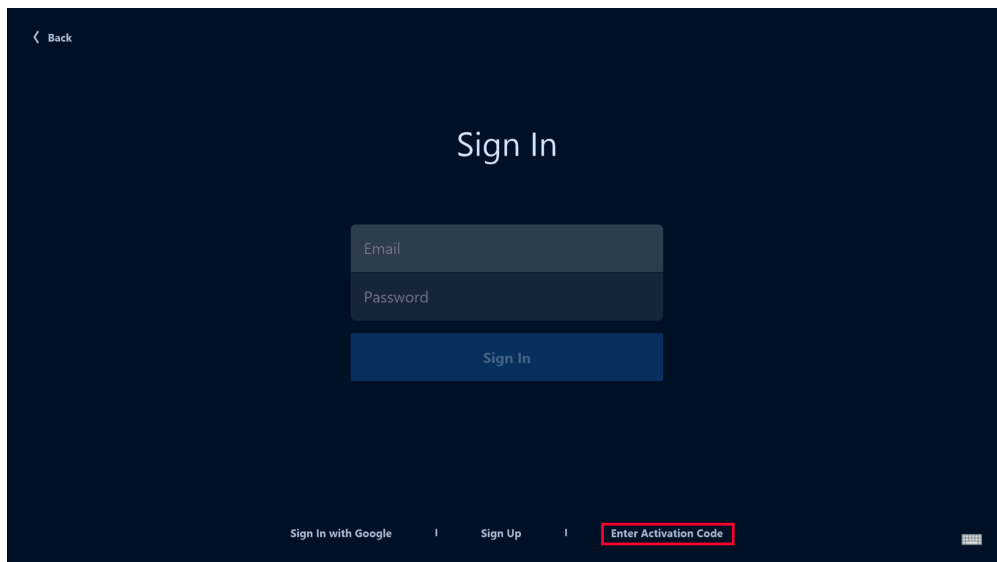 Back
Sign In
Email
Password
Sign In
Sign In with Google | Sign Up | Enter Activation Code